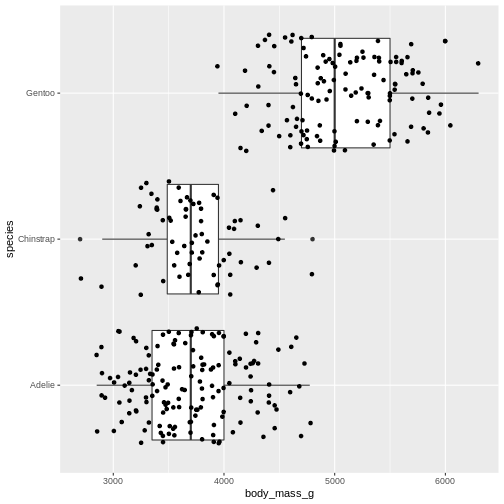 species
Gentoo
Chinstrap
Adelie
3000
4000
5000
6000
body_mass_g